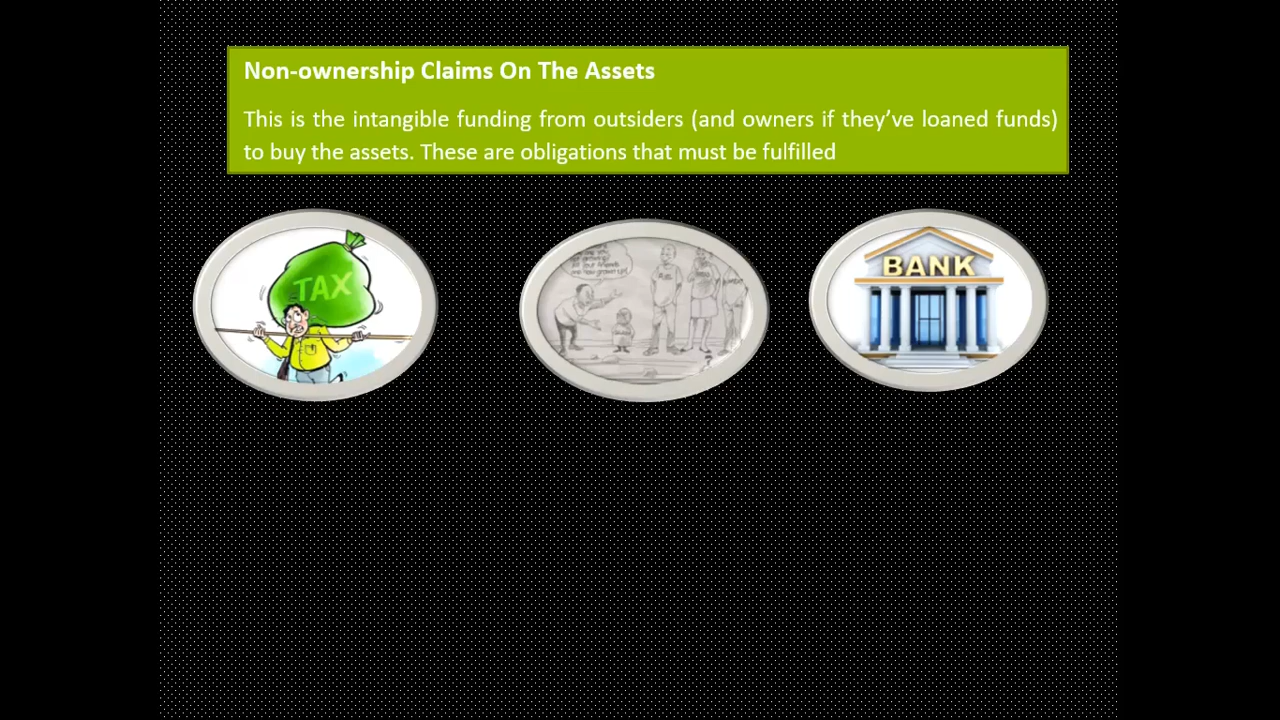 Non-ownership Claims On The Assets
This is the intangible funding from outsiders (and owners if they’ve loaned funds)
to buy the assets. These are obligations that must be fulfilled
TAX
BANK